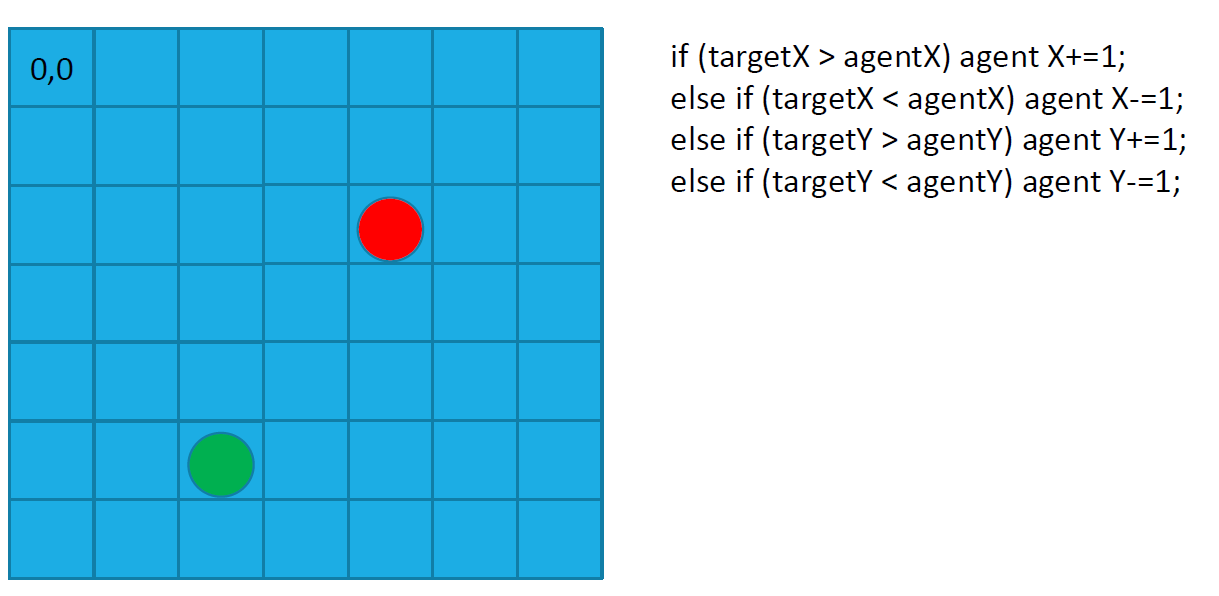 0,0
if (targetX > agentX) agent X+=1;
else if (targetX < agentX) agent X-=1;
else if (targetY > agentY) agent Y+=1;
else if (targetY < agentY) agent Y-=1;